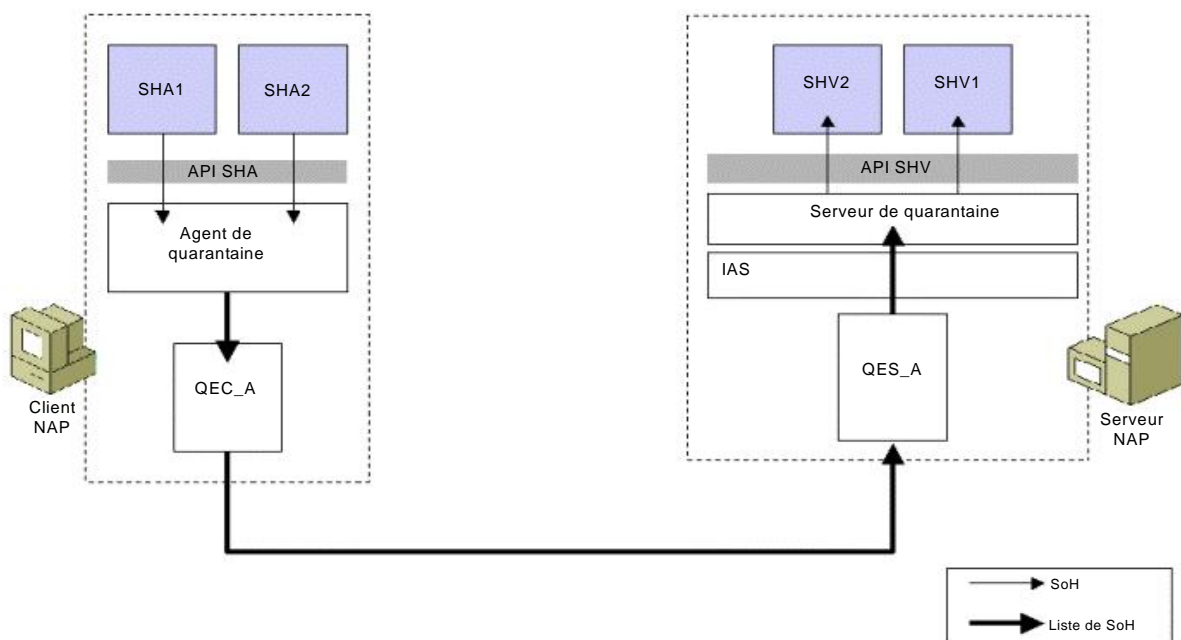 SHA1
SHA2
API SHA
Agent de
quarantaine
QEC_A
Client
NAP
SHV2
SHV1
API SHV
Serveur de quarantaine
IAS
QES_A
Serveur
NAP
SoH
Liste de SoH